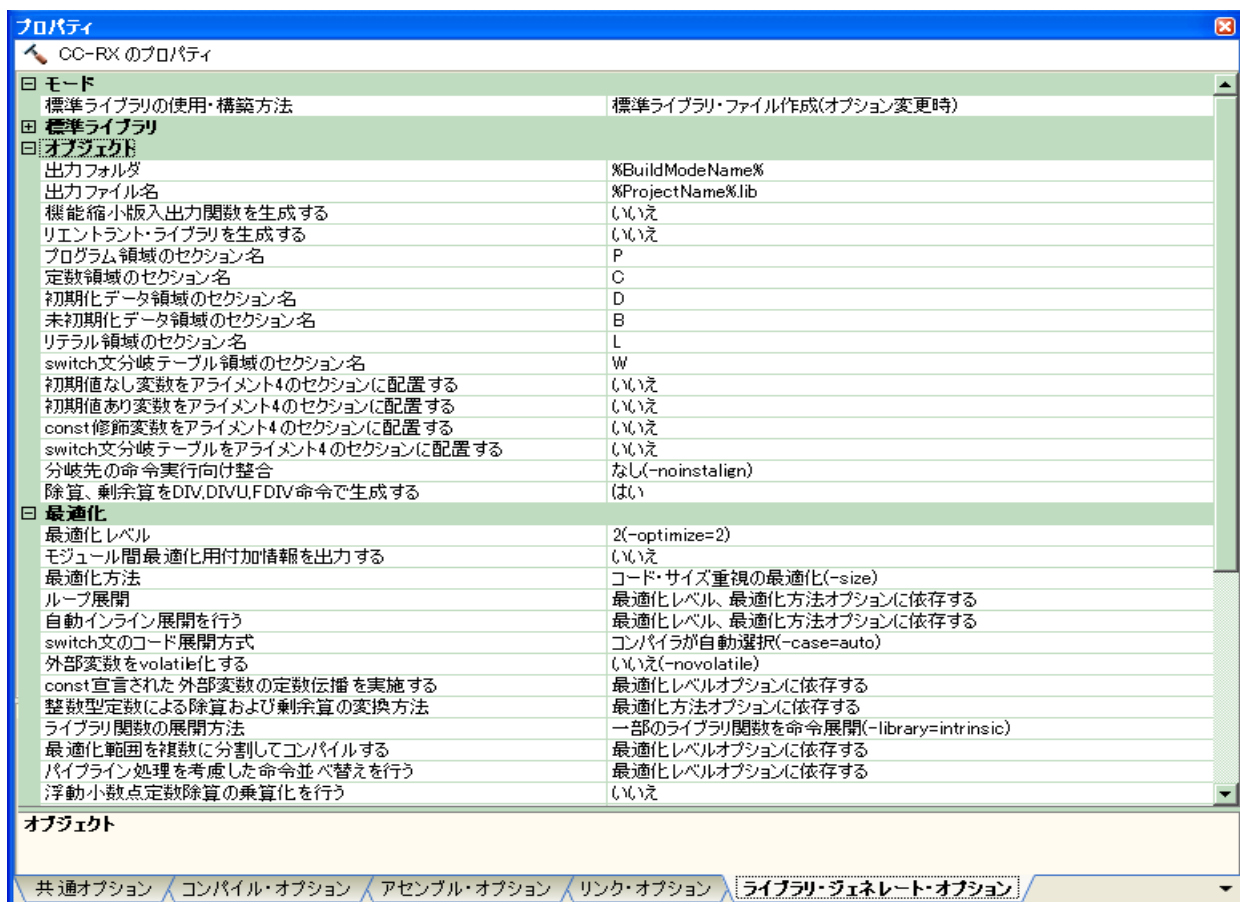 プロパティ
CC-RX のプロパティ
モード
標準ライブラリの使用・構築方法 標準ライブラリ・ファイル作成(オプション変更時)
標準ライブラリ
オブジェクト
出力フォルダ %BuildModeName%
出力ファイル名 %ProjectName%.lib
機能縮小版入出力関数を生成する いいえ
リエントラント・ライブラリを生成する いいえ
プログラム領域のセクション名 P
定数領域のセクション名 C
初期化データ領域のセクション名 D
未初期化データ領域のセクション名 B
リテラル領域のセクション名 L
switch文分岐テーブル領域のセクション名 W
初期値なし変数をアライメント4のセクションに配置する いいえ
初期値あり変数をアライメント4のセクションに配置する いいえ
const修飾変数をアライメント4のセクションに配置する いいえ
switch文分岐テーブルをアライメント4のセクションに配置する いいえ
分岐先の命令実行向け整合 なし(-noinstalign)
除算、剰余算をDIV,DIVU,FDIV命令で生成する はい
最適化
最適化レベル 2(-optimize=2)
モジュール間最適化用付加情報を出力する いいえ
最適化方法 コード・サイズ重視の最適化(-size)
ループ展開 最適化レベル、最適化方法オプションに依存する
自動インライン展開を行う 最適化レベル、最適化方法オプションに依存する
switch文のコード展開方式 コンパイラが自動選択(-case=auto)
外部変数をvolatile化する いいえ(-novolatile)
const宣言された外部変数の定数伝播を実施する 最適化レベルオプションに依存する
整数型定数による除算および剰余算の変換方法 最適化方法オプションに依存する
ライブラリ関数の展開方法 一部のライブラリ関数を命令展開(-library=intrinsic)
最適化範囲を複数に分割してコンパイルする 最適化レベルオプションに依存する
パイプライン処理を考慮した命令並べ替えを行う 最適化レベルオプションに依存する
浮動小数点定数除算の乗算化を行う いいえ
オブジェクト
共通オプション コンパイル・オプション アセンブル・オプション リンク・オプション ライブラリ・ジェネレート・オプション